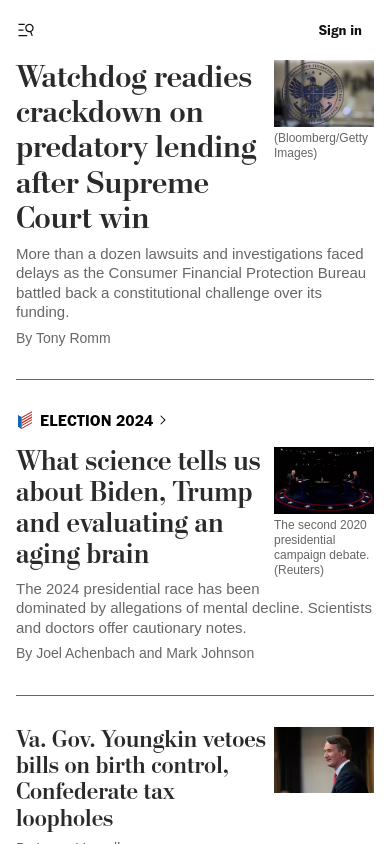 Sign in
Watchdog readies
crackdown on
predatory lending
after Supreme
Court win
(Bloomberg/Getty
Images)
More than a dozen lawsuits and investigations faced
delays as the Consumer Financial Protection Bureau
battled back a constitutional challenge over its
funding.
By Tony Romm
ELECTION 2024
What science tells us
about Biden, Trump
and evaluating an
aging brain
The second 2020
presidential
campaign debate.
(Reuters)
The 2024 presidential race has been
dominated by allegations of mental decline. Scientists
and doctors offer cautionary notes.
By Joel Achenbach and Mark Johnson
Va. Gov. Youngkin vetoes
bills on birth control,
Confederate tax
loopholes